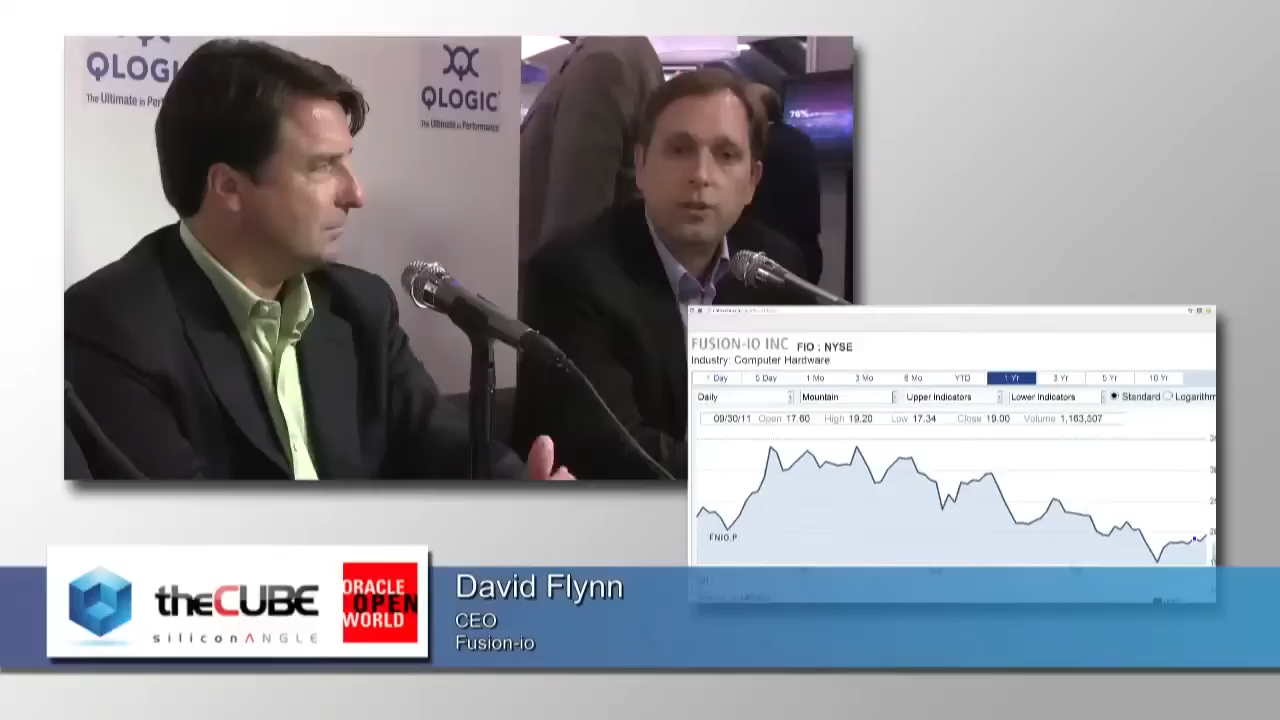 QLOGIC
The Ultimate in Perf
QLOGIC
The Ultimate in Performance
76%
FUSION-IO INC FIO : NYSE
Industry: Computer Hardware
1 Day 5 Day 1 Mo 3 Mo 6 Mo YTD 1 Yr 3 Yr 5 Yr 10 Yr
Daily Mountain Upper Indicators Lower Indicators Standard Logarithm
09/30/11 Open 17.60 High 19.20 Low 17.34 Close 19.00 Volume 1,163,507
FNIO.P
theCUBE
siliconANGLE
ORACLE
OPEN
WORLD
David Flynn
CEO
Fusion-io